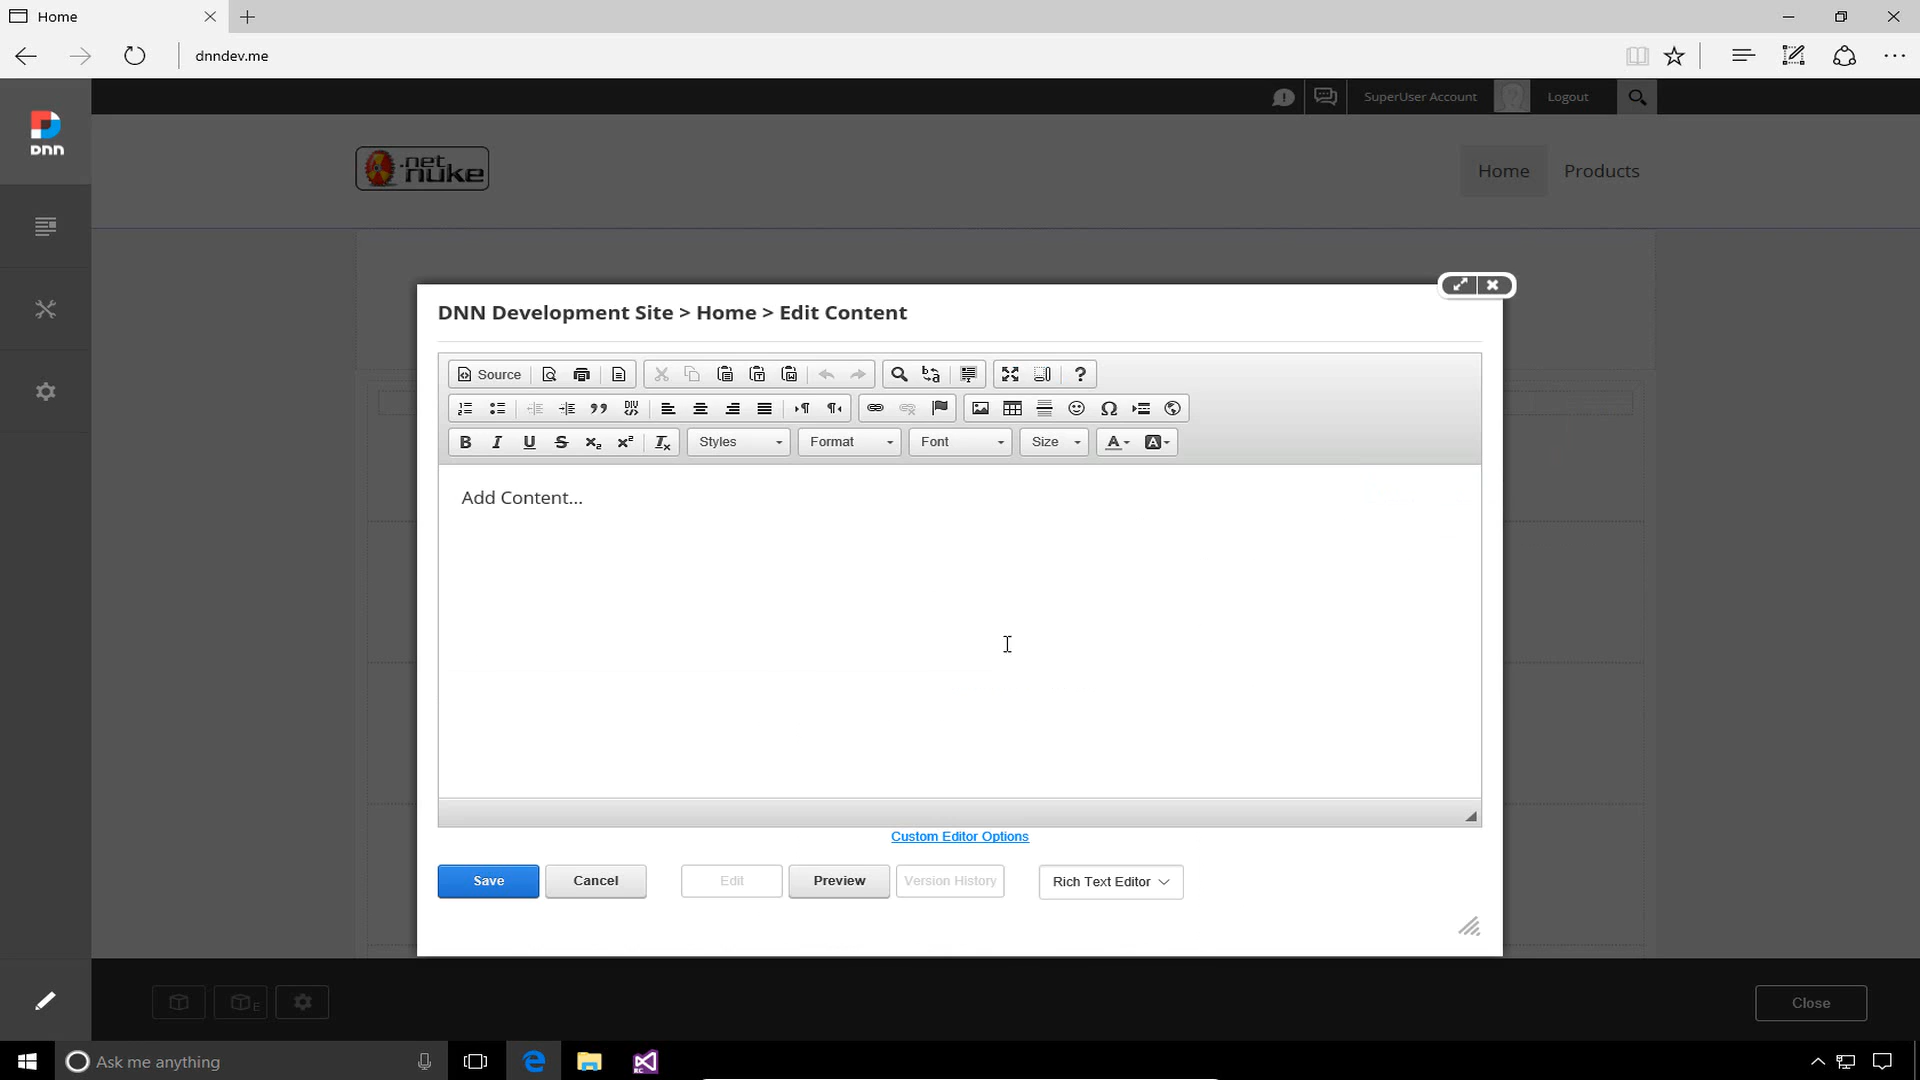 Home
dnndev.me
SuperUser Account
Logout
DNN
.net nuke
Home
Products
DNN Development Site > Home > Edit Content
Source
Styles
Format
Font
Size
Add Content...
Custom Editor Options
Save
Cancel
Edit
Preview
Version History
Rich Text Editor
E
Close
Ask me anything
RC